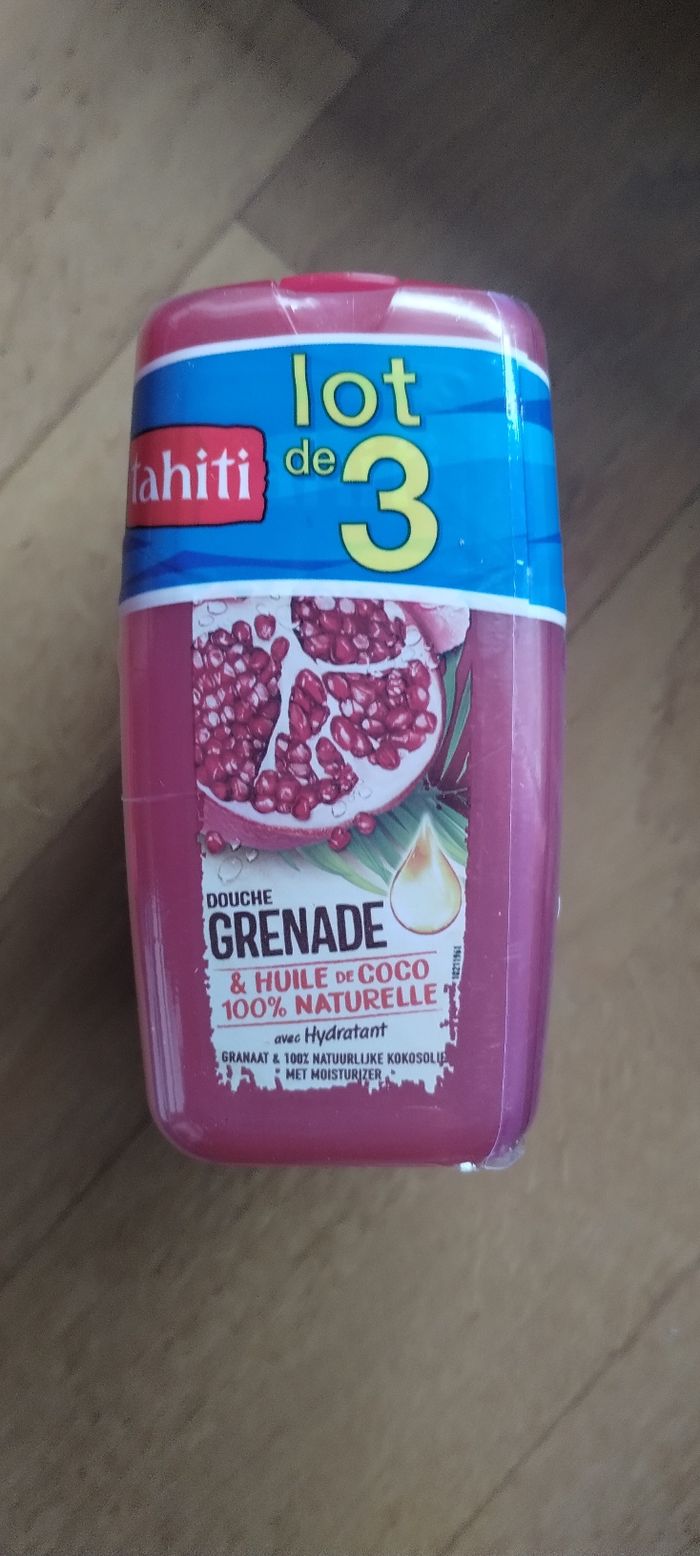 lot
de 3
tahiti
DOUCHE
GRENADE
& HUILE DE COCO
100% NATURELLE
avec Hydratant
GRANAAT & 100% NATUURLIJKE KOKOSOLIE
MET MOISTURIZER